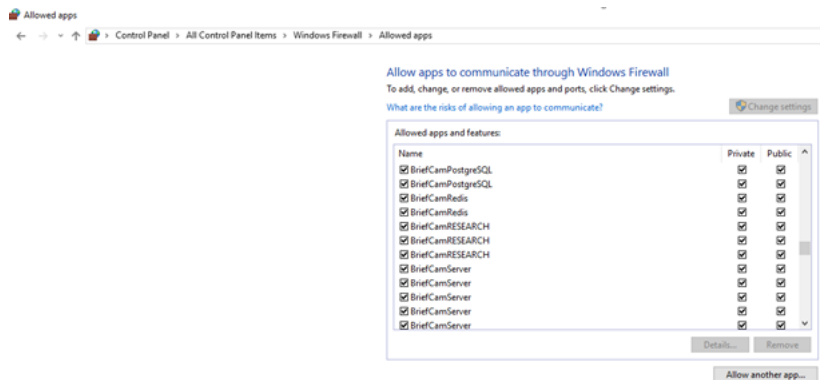 Allowed apps
Control Panel > All Control Panel Items > Windows Firewall > Allowed apps
Allow apps to communicate through Windows Firewall
To add, change, or remove allowed apps and ports, click Change settings.
What are the risks of allowing an app to communicate?
Change settings
Allowed apps and features:
Name Private Public
BriefCamPostgreSQL
BriefCamPostgreSQL
BriefCamRedis
BriefCamRedis
BriefCamRESEARCH
BriefCamRESEARCH
BriefCamRESEARCH
BriefCamServer
BriefCamServer
BriefCamServer
BriefCamServer
BriefCamServer
Details... Remove
Allow another app...